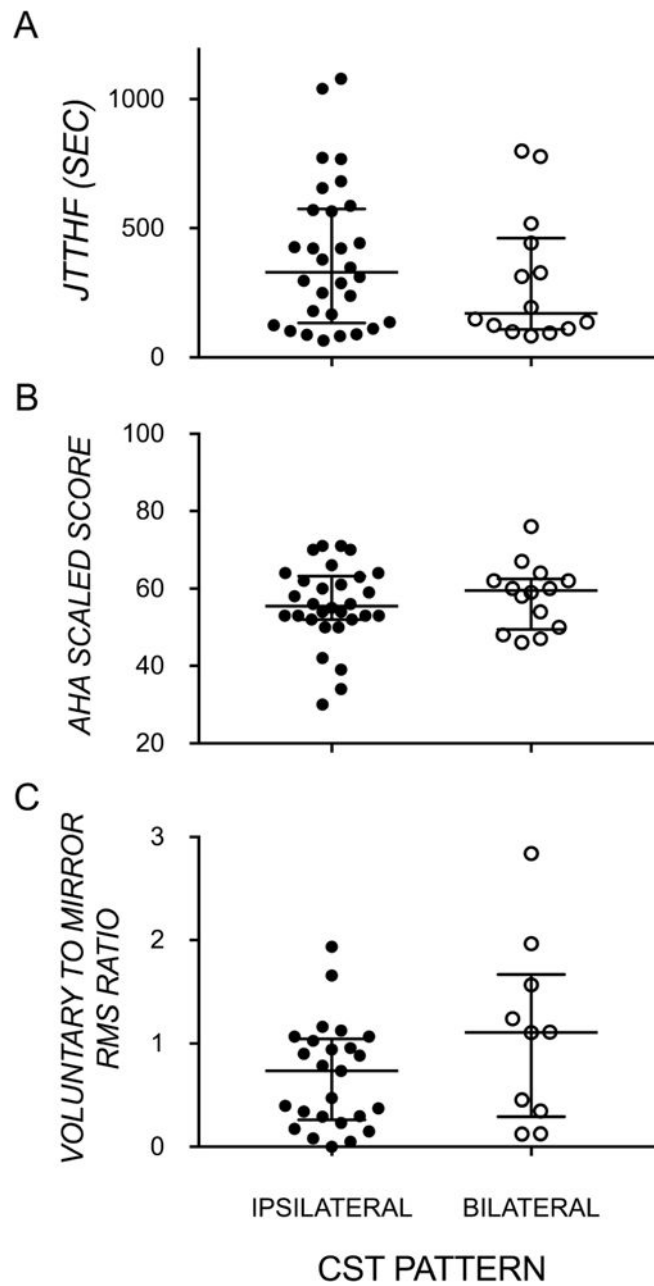 A
JTTHF (SEC)
1000
500
0
B
AHA SCALED SCORE
100
80
60
40
20
C
VOLUNTARY TO MIRROR
RMS RATIO
3
2
1
0
IPSILATERAL BILATERAL
CST PATTERN